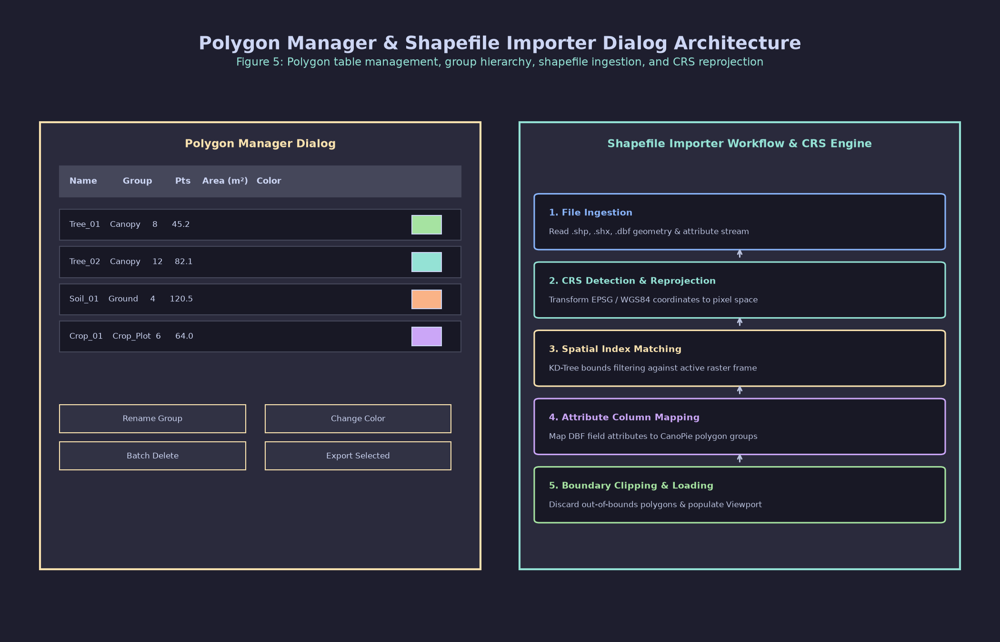 Polygon Manager & Shapefile Importer Dialog Architecture
Figure 5: Polygon table management, group hierarchy, shapefile ingestion, and CRS reprojection
Polygon Manager Dialog
Name Group Pts Area (m²) Color
Tree_01 Canopy 8 45.2
Tree_02 Canopy 12 82.1
Soil_01 Ground 4 120.5
Crop_01 Crop_Plot 6 64.0
Rename Group
Change Color
Batch Delete
Export Selected
Shapefile Importer Workflow & CRS Engine
1. File Ingestion
Read .shp, .shx, .dbf geometry & attribute stream
2. CRS Detection & Reprojection
Transform EPSG / WGS84 coordinates to pixel space
3. Spatial Index Matching
KD-Tree bounds filtering against active raster frame
4. Attribute Column Mapping
Map DBF field attributes to CanoPie polygon groups
5. Boundary Clipping & Loading
Discard out-of-bounds polygons & populate Viewport